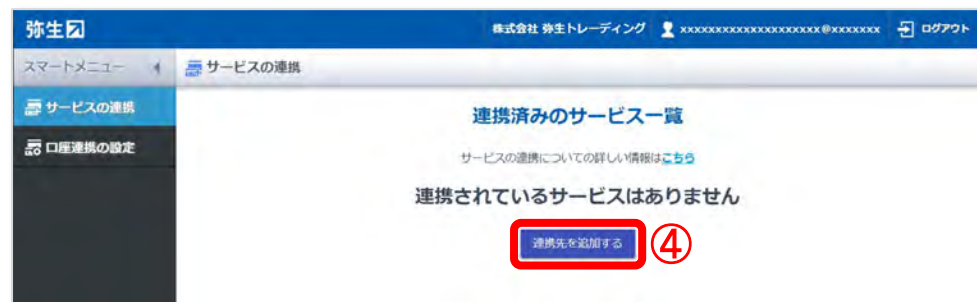 弥生
株式会社 弥生トレーディング xxxxxxxxxxxxxxxxxxxxx@xxxxxxx ログアウト
スマートメニュー サービスの連携
サービスの連携
口座連携の設定
連携済みのサービス一覧
サービスの連携についての詳しい情報はこちら
連携されているサービスはありません
連携先を追加する ④